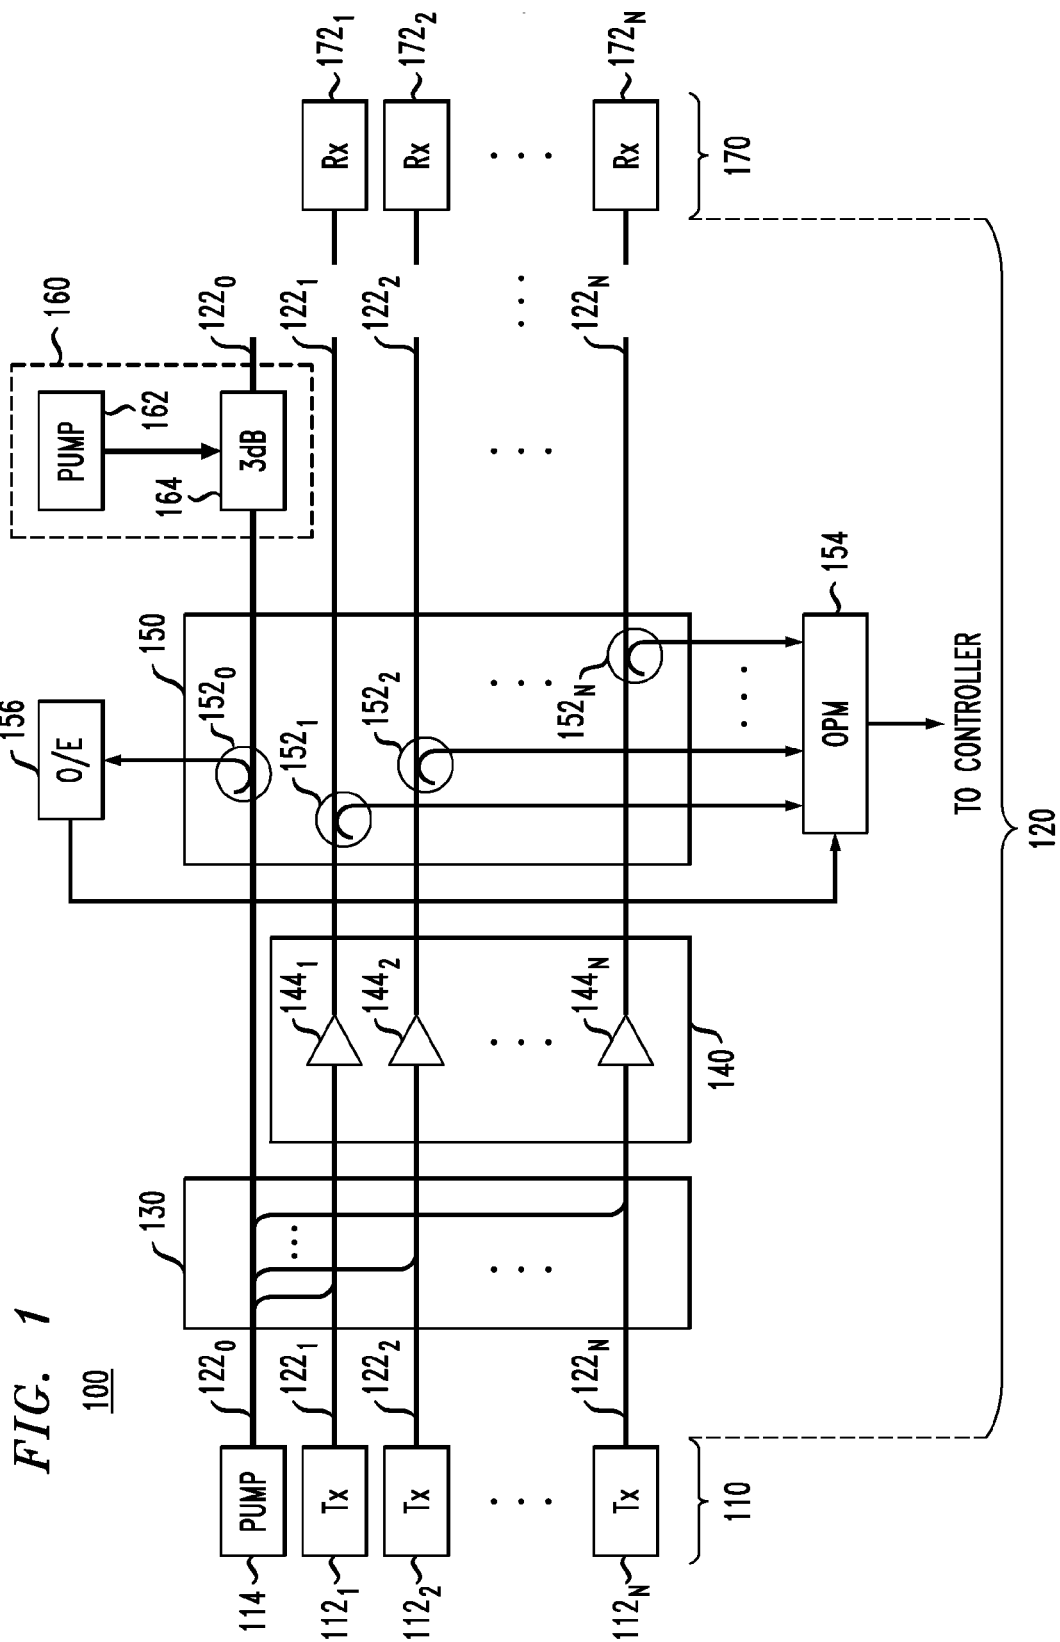 FIG. 1
100
156
O/E
160
PUMP
162
164
3dB
122₀
130
150
152₀
PUMP
114
122₀
Tx
112₁
122₁
144₁
152₁
122₁
Rx
172₁
Tx
112₂
122₂
144₂
152₂
122₂
Rx
172₂
Tx
112N
122N
144N
152N
122N
Rx
172N
110
140
OPM
154
170
TO CONTROLLER
120